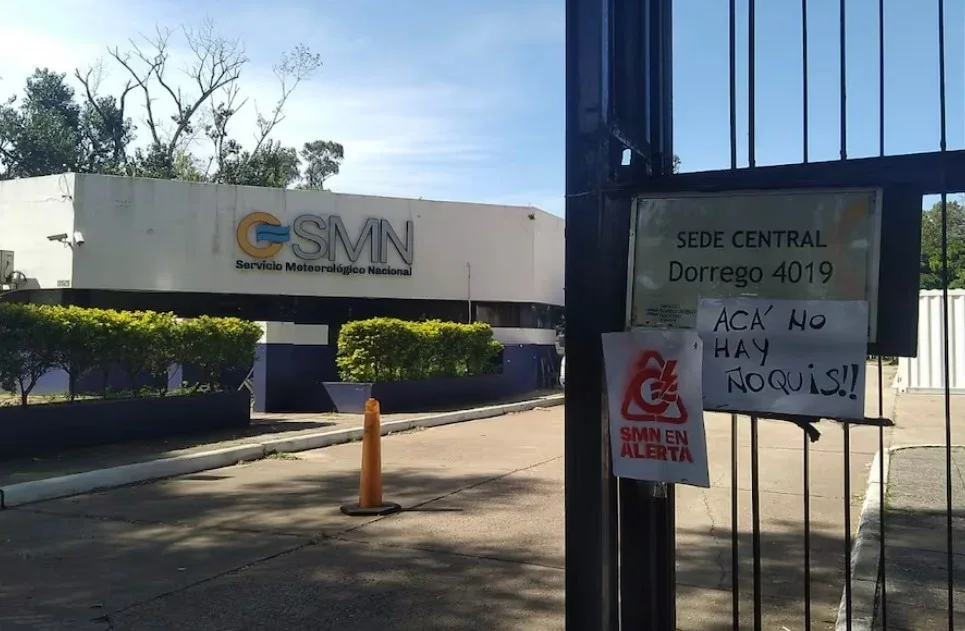 SMN
Servicio Meteorológico Nacional
SEDE CENTRAL
Dorrego 4019
ACÁ NO
HAY
ÑOQUIS!!
SMN EN
ALERTA